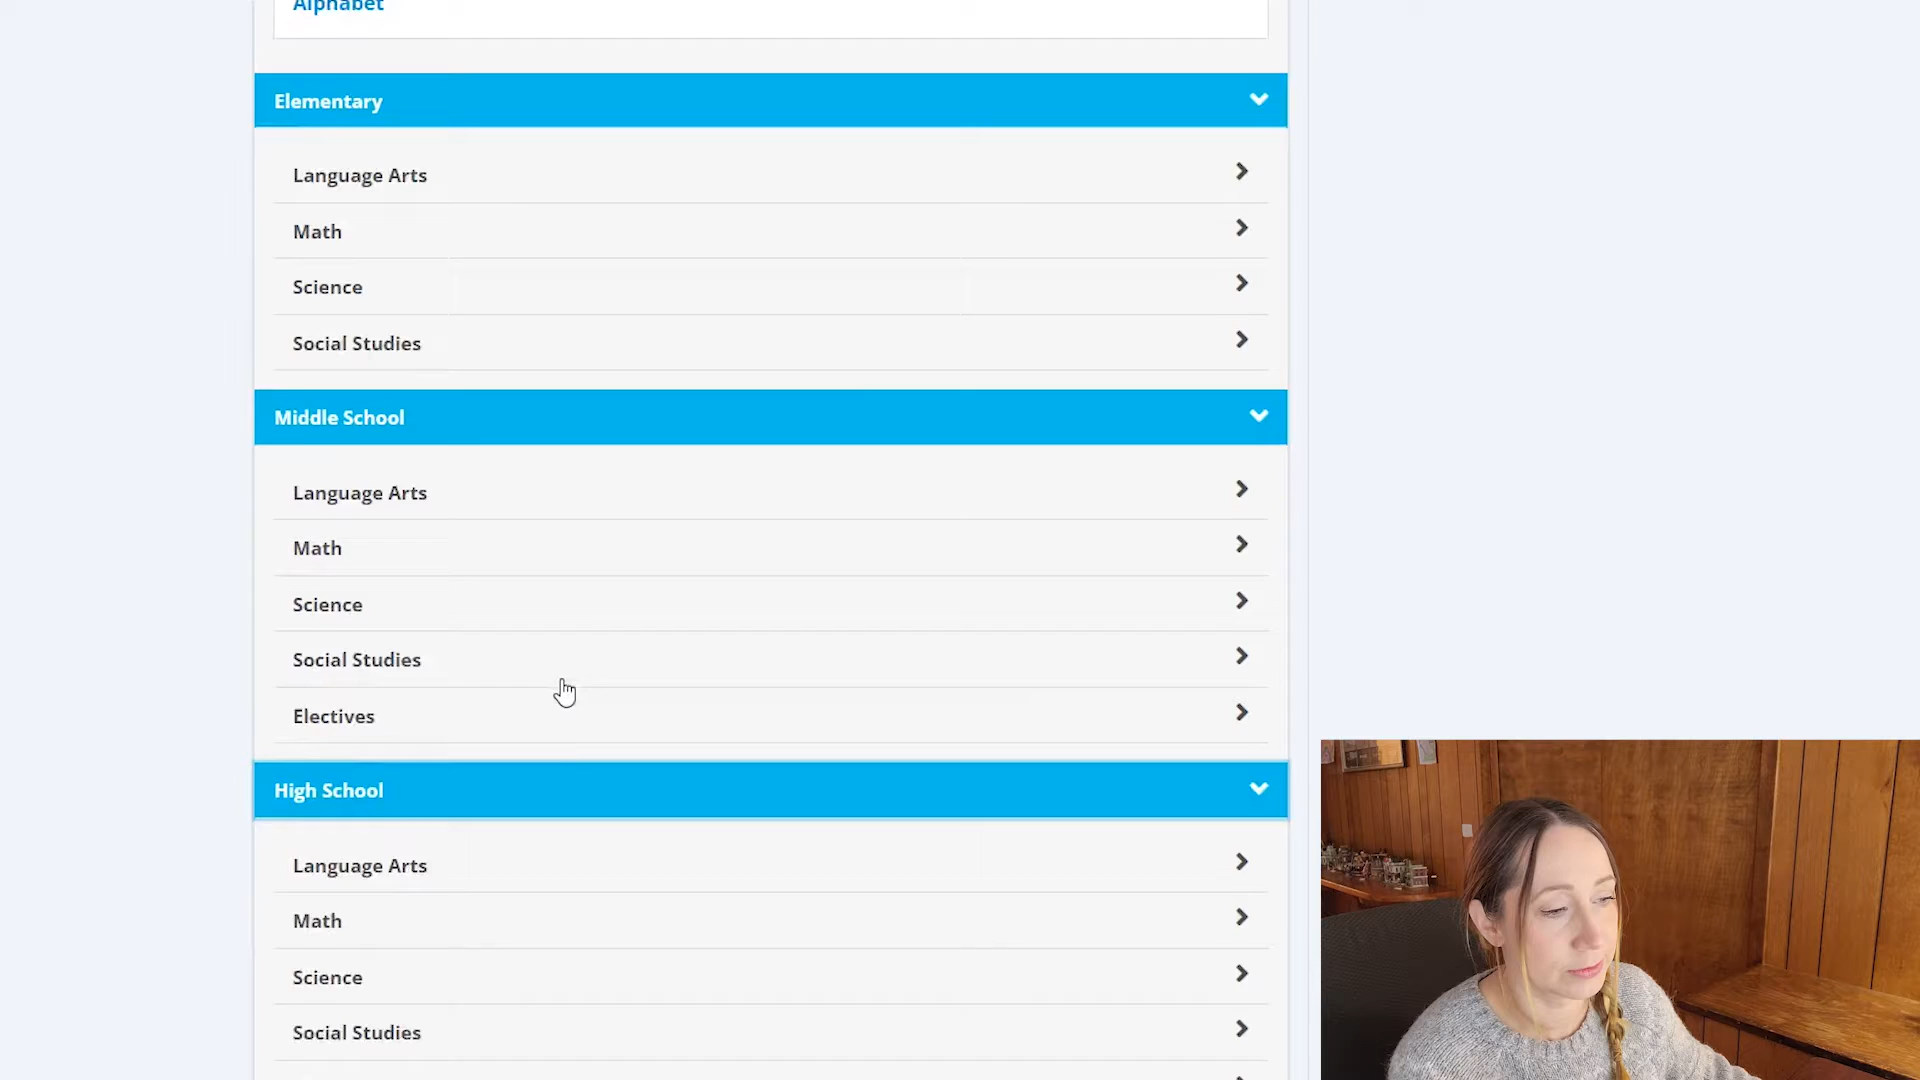 Alphabet
Elementary
Language Arts
Math
Science
Social Studies
Middle School
Language Arts
Math
Science
Social Studies
Electives
High School
Language Arts
Math
Science
Social Studies